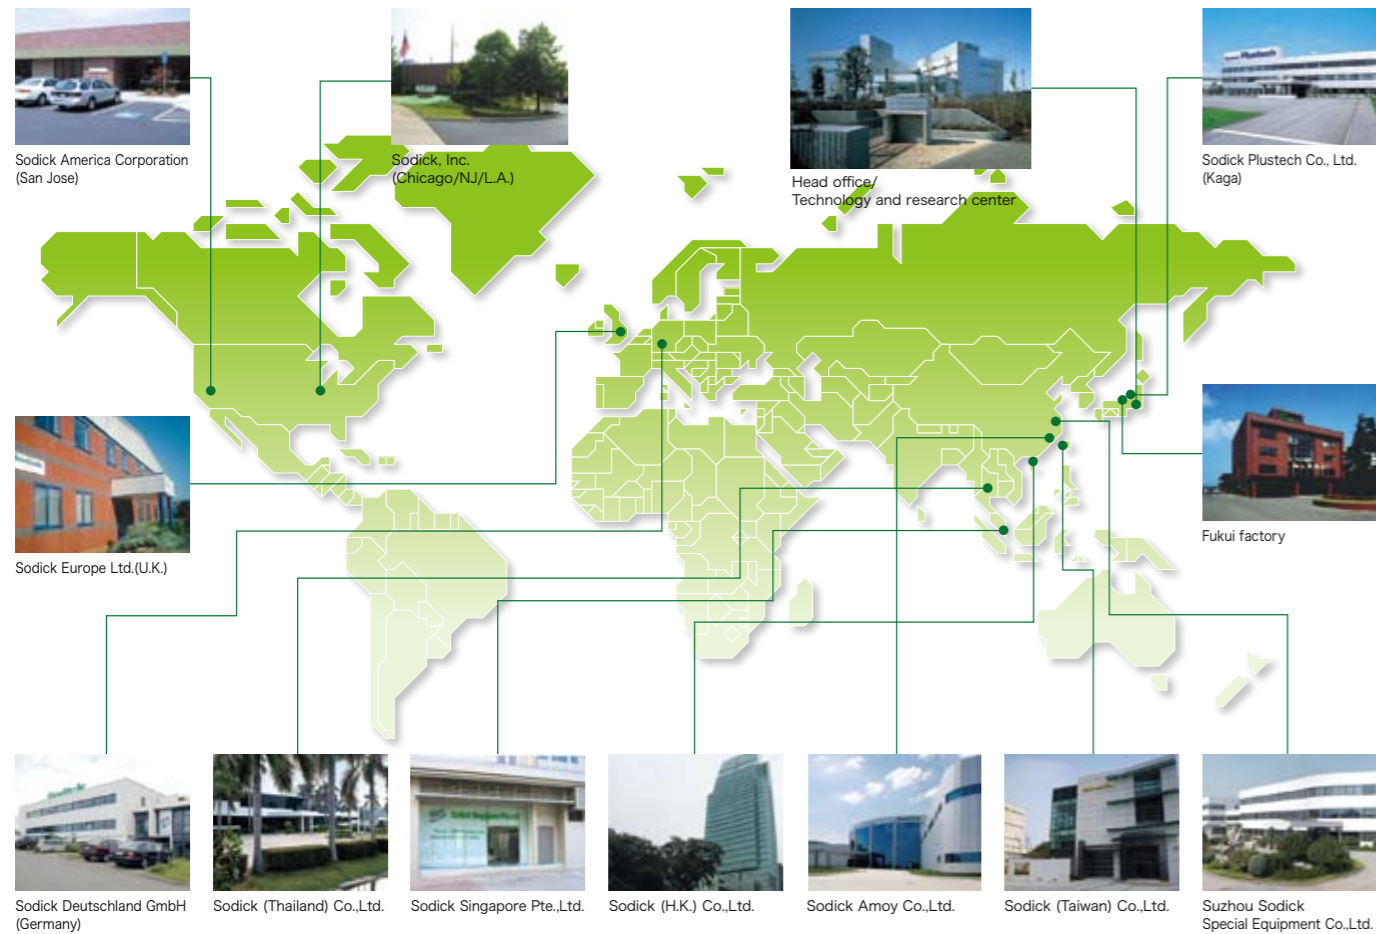 Sodick America Corporation
(San Jose)
Sodick, Inc.
(Chicago/NJ/L.A.)
Head office/
Technology and research center
Plustech
Sodick Plustech Co., Ltd.
(Kaga)
Sodick Europe Ltd.(U.K.)
Fukui factory
Sodick Deutschland GmbH
(Germany)
Sodick (Thailand) Co.,Ltd.
Sodick Singapore Pte.,Ltd.
Sodick (H.K.) Co.,Ltd.
Sodick Amoy Co.,Ltd.
Sodick (Taiwan) Co.,Ltd.
Suzhou Sodick
Special Equipment Co.,Ltd.